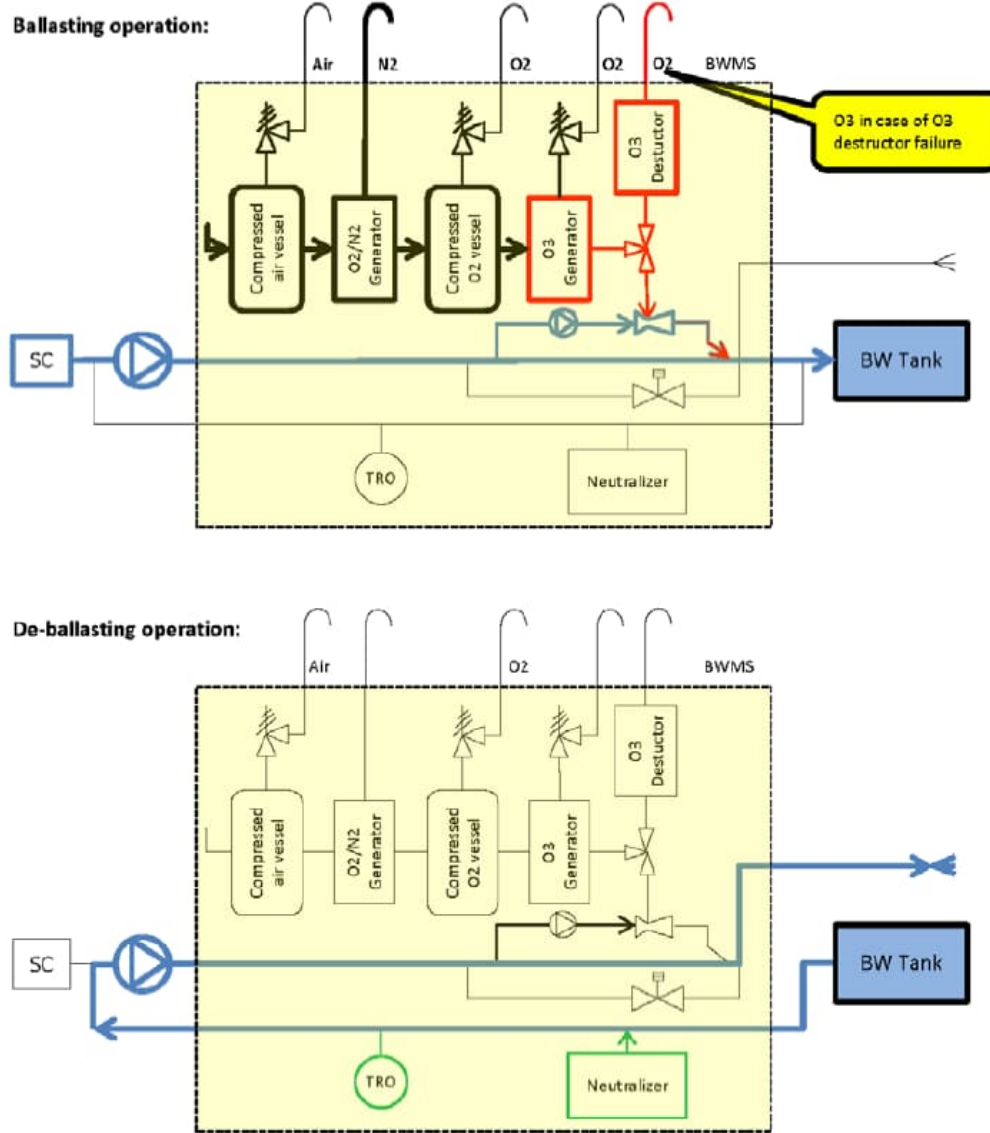 Ballasting operation:
Air
N2
O2
O2
O2
BWMS
O3 in case of O3
destructor failure
Compressed
air vessel
O2/N2
Generator
Compressed
O2 vessel
O3
Generator
O3
Destuctor
SC
BW Tank
TRO
Neutralizer
De-ballasting operation:
Air
O2
BWMS
Compressed
air vessel
O2/N2
Generator
Compressed
O2 vessel
O3
Generator
O3
Destuctor
SC
BW Tank
TRO
Neutralizer